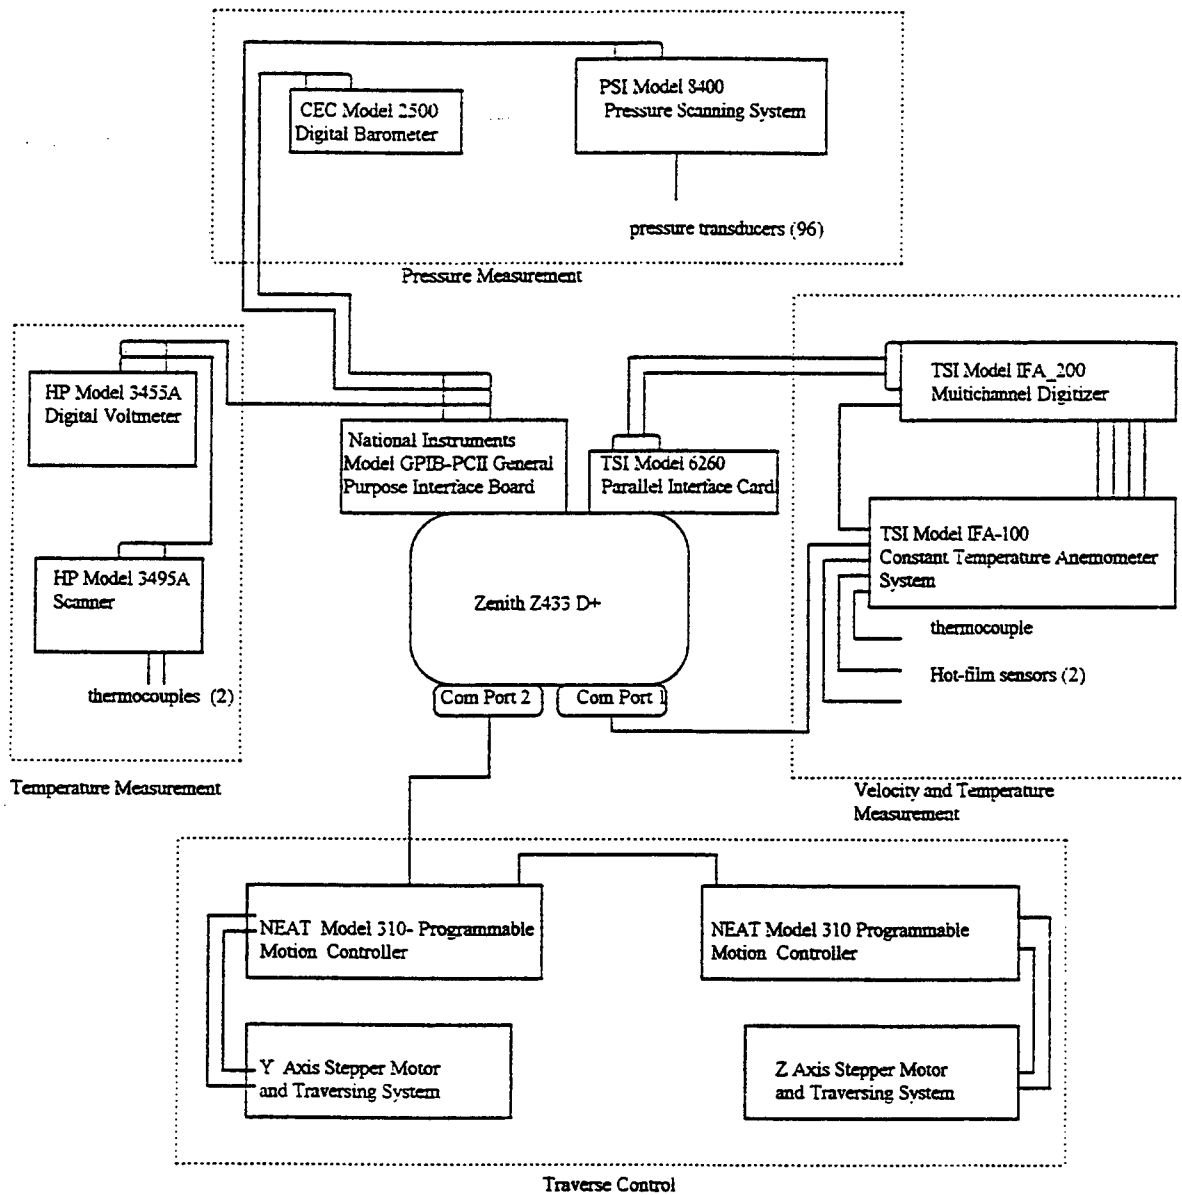 PSI Model 8400
Pressure Scanning System
CEC Model 2500
Digital Barometer
pressure transducers (96)
Pressure Measurement
HP Model 3455A
Digital Voltmeter
HP Model 3495A
Scanner
thermocouples (2)
Temperature Measurement
National Instruments
Model GPIB-PCII General
Purpose Interface Board
TSI Model 6260
Parallel Interface Card
Zenith Z433 D+
Com Port 2
Com Port 1
TSI Model IFA_200
Multichannel Digitizer
TSI Model IFA-100
Constant Temperature Anemometer
System
thermocouple
Hot-film sensors (2)
Velocity and Temperature
Measurement
NEAT Model 310- Programmable
Motion Controller
NEAT Model 310 Programmable
Motion Controller
Y Axis Stepper Motor
and Traversing System
Z Axis Stepper Motor
and Traversing System
Traverse Control